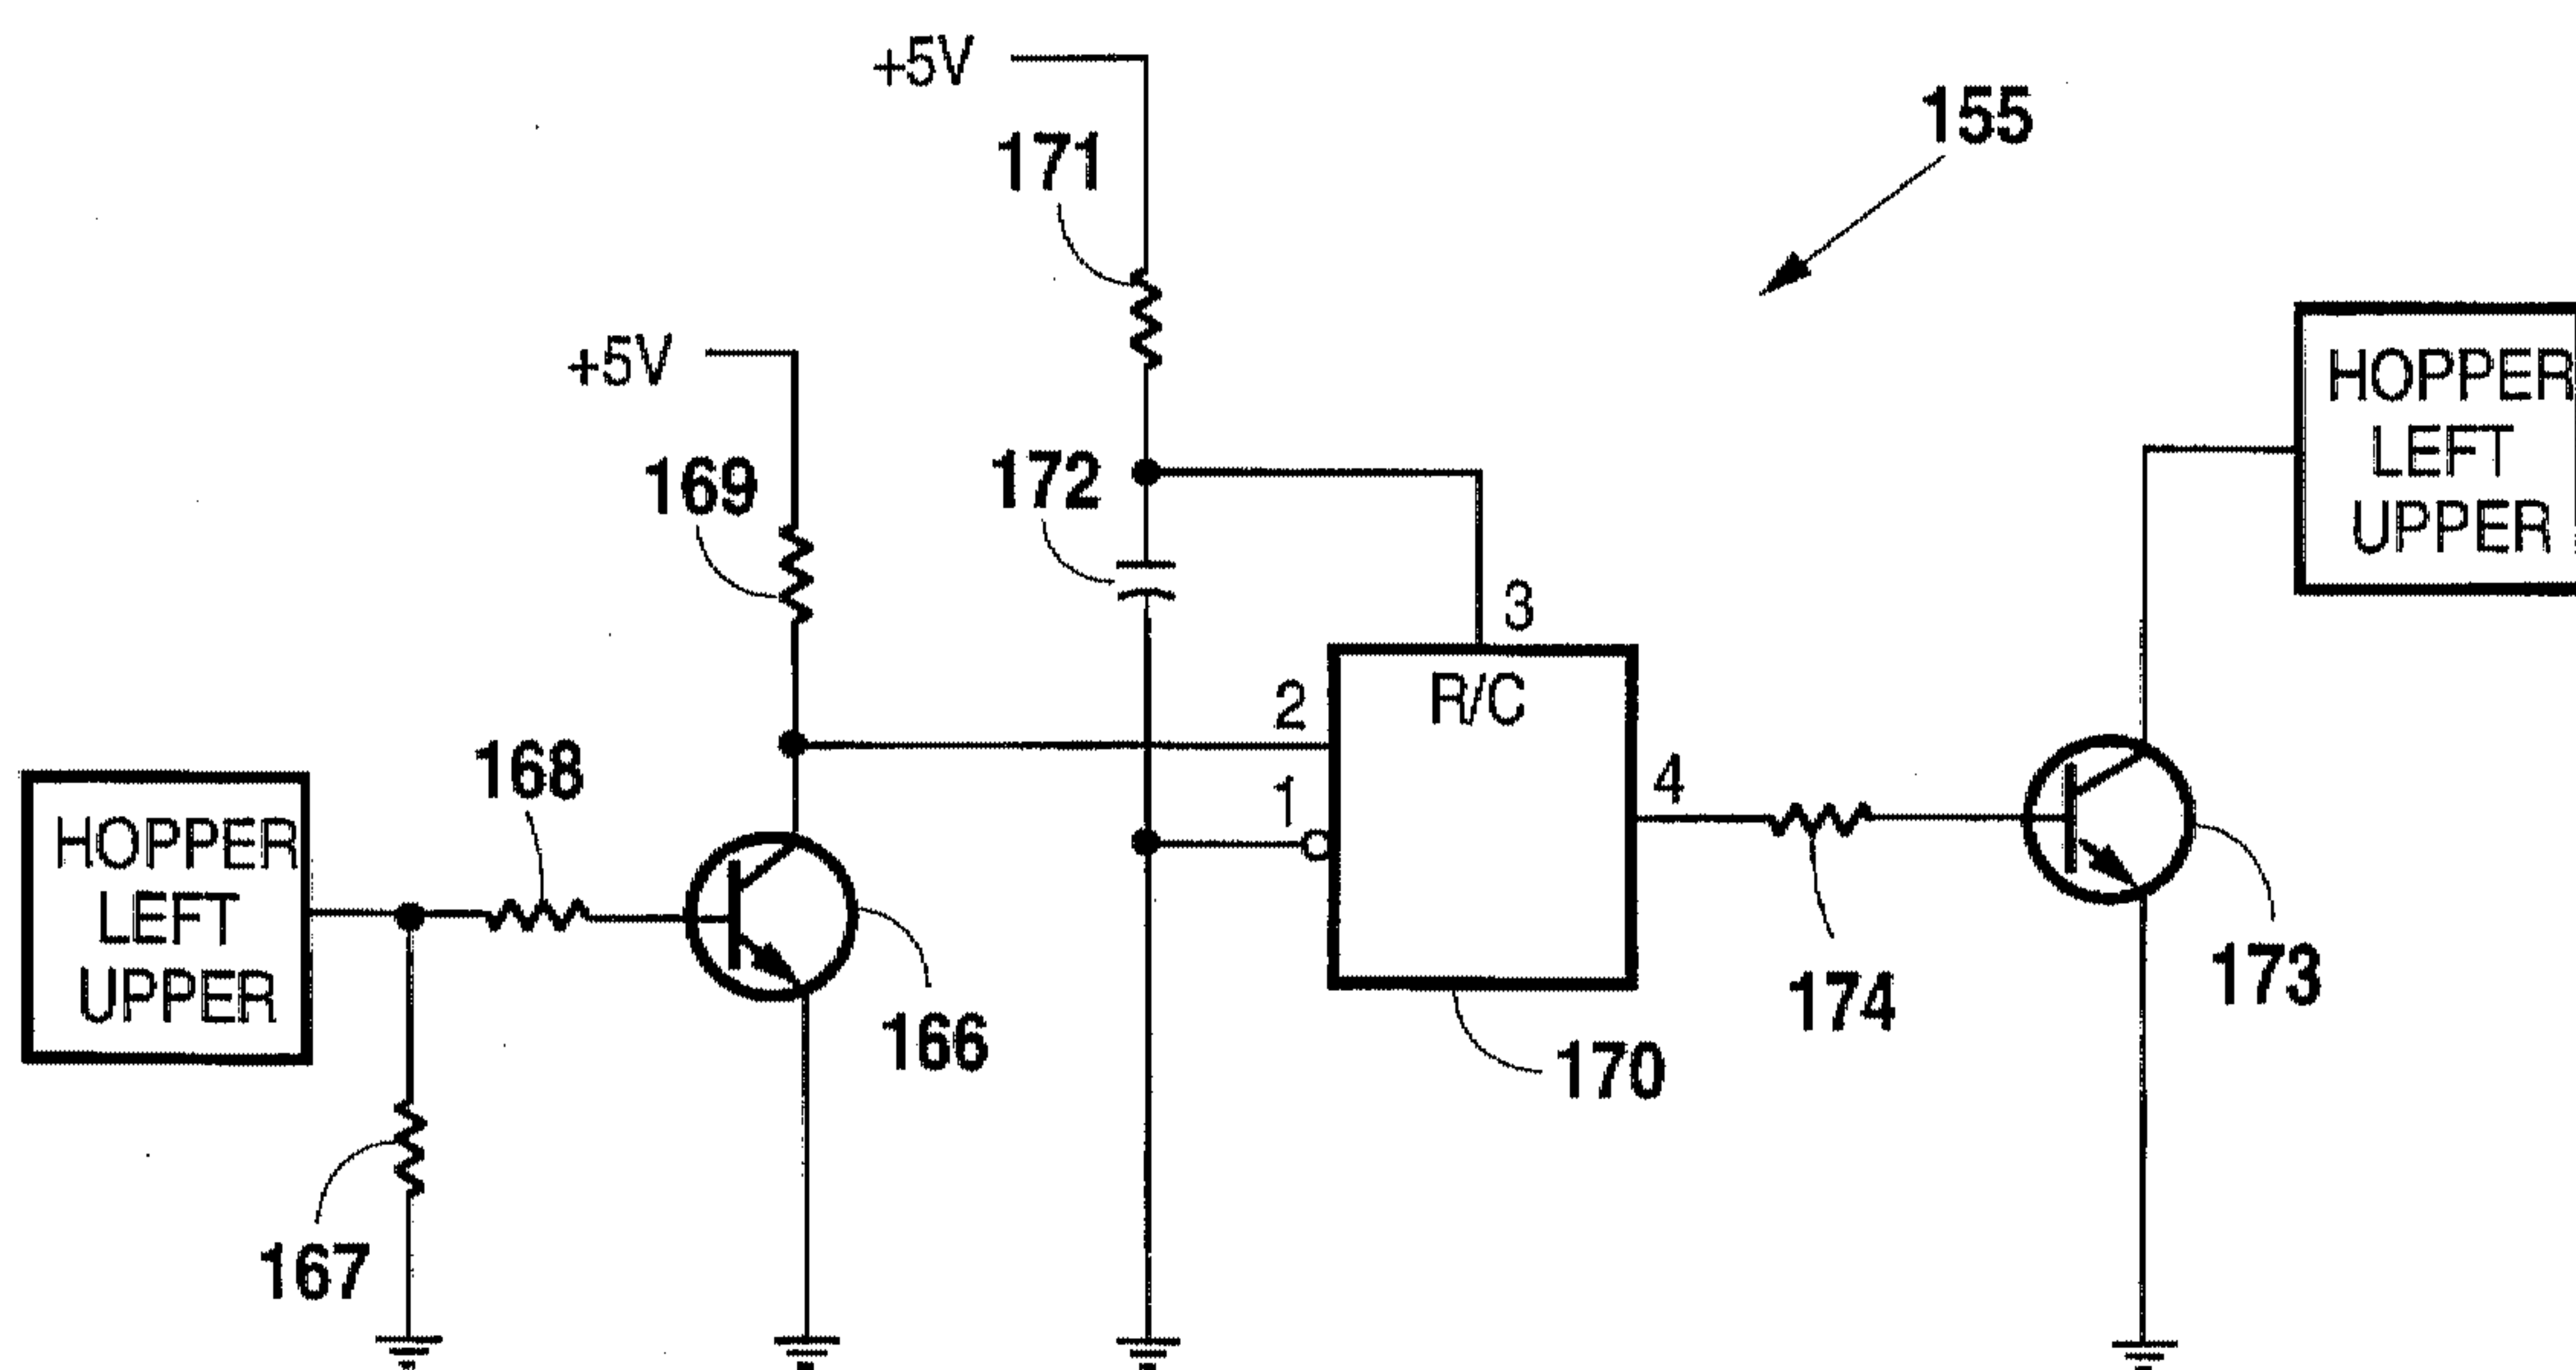 +5V
155
171
+5V
HOPPER
LEFT
UPPER
169
172
3
2
R/C
168
1
4
HOPPER
LEFT
UPPER
173
174
166
170
167